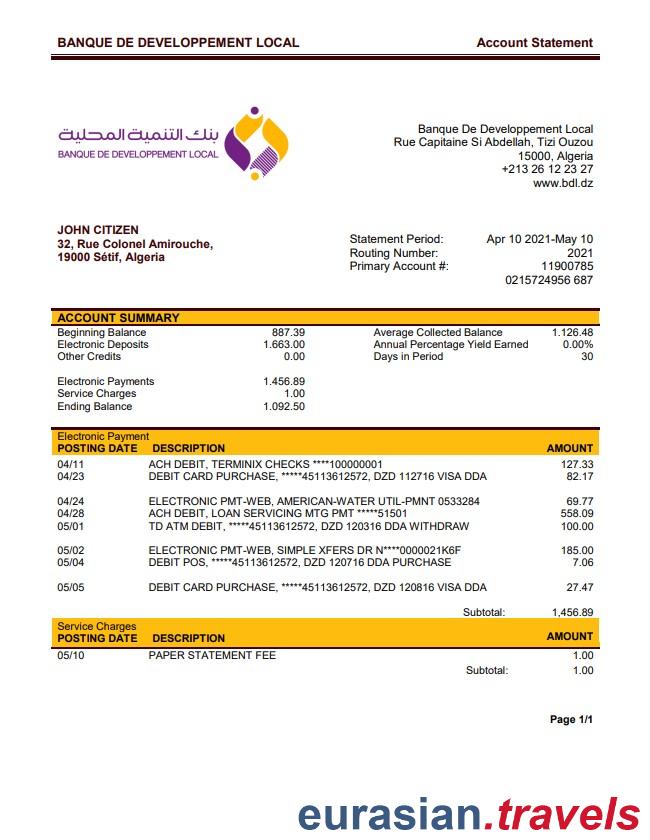 BANQUE DE DEVELOPPEMENT LOCAL Account Statement
بنك التنمية المحلية
BANQUE DE DEVELOPPEMENT LOCAL
Banque De Developpement Local
Rue Capitaine Si Abdellah, Tizi Ouzou
15000, Algeria
+213 26 12 23 27
www.bdl.dz
JOHN CITIZEN
32, Rue Colonel Amirouche,
19000 Sétif, Algeria
Statement Period: Apr 10 2021-May 10
Routing Number: 2021
Primary Account #: 11900785
0215724956 687
ACCOUNT SUMMARY
Beginning Balance 887.39 Average Collected Balance 1.126.48
Electronic Deposits 1.663.00 Annual Percentage Yield Earned 0.00%
Other Credits 0.00 Days in Period 30
Electronic Payments 1.456.89
Service Charges 1.00
Ending Balance 1.092.50
Electronic Payment
POSTING DATE DESCRIPTION AMOUNT
04/11 ACH DEBIT, TERMINIX CHECKS ****100000001 127.33
04/23 DEBIT CARD PURCHASE, *****45113612572, DZD 112716 VISA DDA 82.17
04/24 ELECTRONIC PMT-WEB, AMERICAN-WATER UTIL-PMNT 0533284 69.77
04/28 ACH DEBIT, LOAN SERVICING MTG PMT *****51501 558.09
05/01 TD ATM DEBIT, *****45113612572, DZD 120316 DDA WITHDRAW 100.00
05/02 ELECTRONIC PMT-WEB, SIMPLE XFERS DR N****0000021K6F 185.00
05/04 DEBIT POS, *****45113612572, DZD 120716 DDA PURCHASE 7.06
05/05 DEBIT CARD PURCHASE, *****45113612572, DZD 120816 VISA DDA 27.47
Subtotal: 1,456.89
Service Charges
POSTING DATE DESCRIPTION AMOUNT
05/10 PAPER STATEMENT FEE 1.00
Subtotal: 1.00
Page 1/1
eurasian.travels